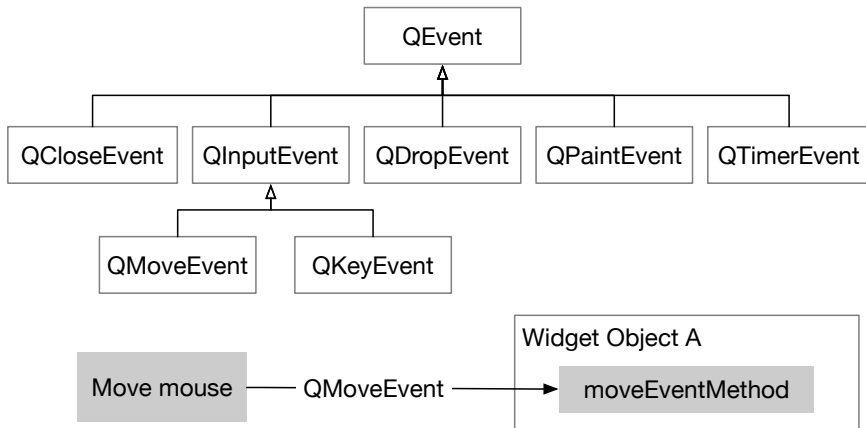 QEvent
QCloseEvent
QInputEvent
QDropEvent
QPaintEvent
QTimerEvent
QMoveEvent
QKeyEvent
Widget Object A
Move mouse
QMoveEvent
moveEventMethod